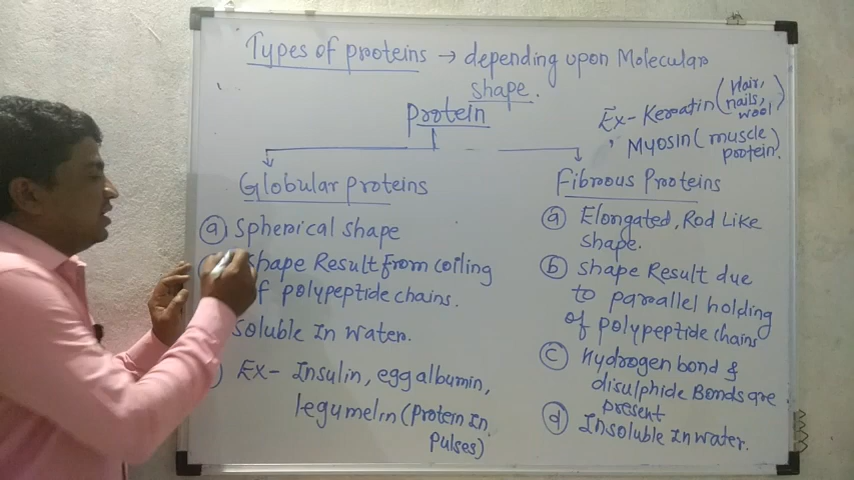 Types of proteins → depending upon Molecular
shape.
Protein
Ex- Kereatin (Hair,
nails,
wool)
Myosin (muscle
protein.)
Globular proteins
(a) Spherical shape
shape Result from coiling
of polypeptide chains.
Soluble In water.
Ex- Insulin, egg albumin,
legumelin (Protein In
Pulses)
Fibrous Proteins
(a) Elongated, Rod Like
shape.
(b) shape Result due
to parallel holding
of polypeptide chains
(c) Hydrogen bond &
disulphide Bonds are
present
(d) Insoluble In water.